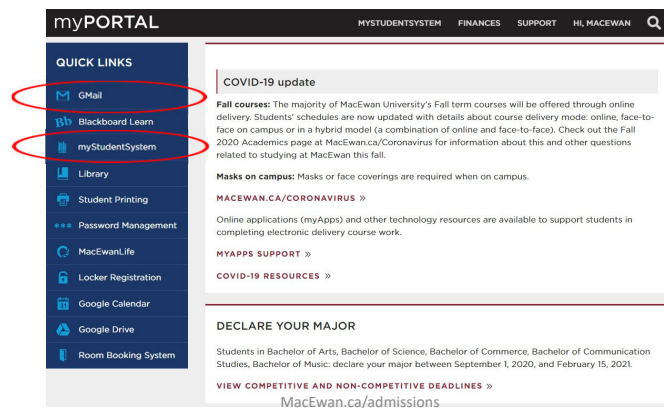 myPORTAL
MYSTUDENTSYSTEM FINANCES SUPPORT HI, MACEWAN
QUICK LINKS
GMail
Bb Blackboard Learn
myStudentSystem
Library
Student Printing
Password Management
MacEwanLife
Locker Registration
Google Calendar
Google Drive
Room Booking System
COVID-19 update
Fall courses: The majority of MacEwan University's Fall term courses will be offered through online
delivery. Students' schedules are now updated with details about course delivery mode: online, face-to-
face on campus or in a hybrid model (a combination of online and face-to-face). Check out the Fall
2020 Academics page at MacEwan.ca/Coronavirus for information about this and other questions
related to studying at MacEwan this fall.
Masks on campus: Masks or face coverings are required when on campus.
MACEWAN.CA/CORONAVIRUS »
Online applications (myApps) and other technology resources are available to support students in
completing electronic delivery course work.
MYAPPS SUPPORT »
COVID-19 RESOURCES »
DECLARE YOUR MAJOR
Students in Bachelor of Arts, Bachelor of Science, Bachelor of Commerce, Bachelor of Communication
Studies, Bachelor of Music: declare your major between September 1, 2020, and February 15, 2021.
VIEW COMPETITIVE AND NON-COMPETITIVE DEADLINES »
MacEwan.ca/admissions